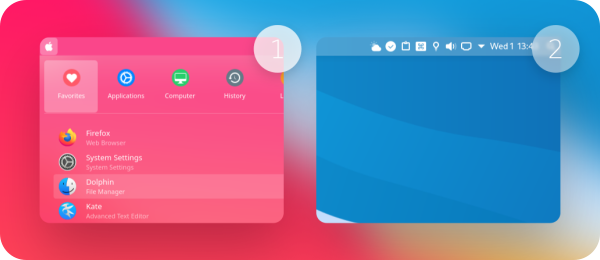 1
Favorites
Applications
Computer
History
Firefox
Web Browser
System Settings
System Settings
Dolphin
File Manager
Kate
Advanced Text Editor
2
Wed 1